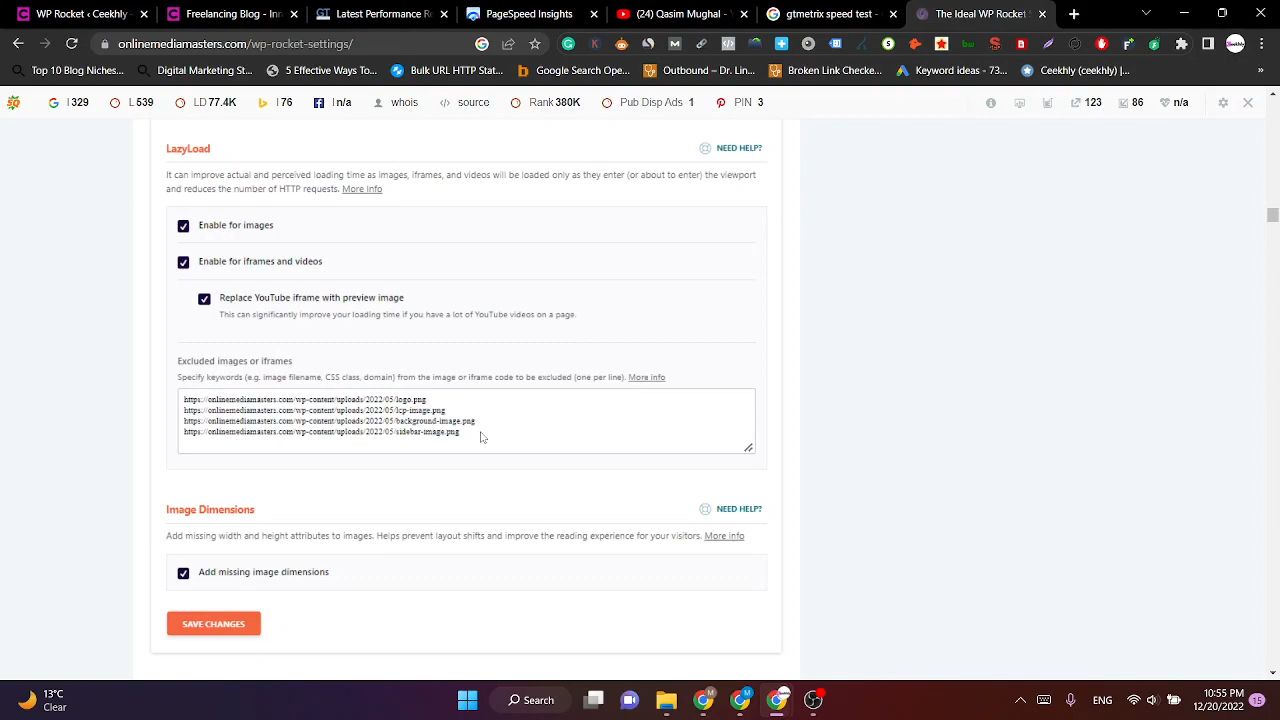 WP Rocket ‹ Ceekhly -
Freelancing Blog - Inn
Latest Performance Re
PageSpeed Insights
(24) Qasim Mughal -
gtmetrix speed test -
The Ideal WP Rocket S
onlinemediamasters.com/wp-rocket-settings/
Top 100 PR Niches...
Digital Marketing...
5 Effective Ways To...
Bulk URL HTTP Stat...
Google Search Ope...
Outbound – Dr. Lin...
Broken Link Checke...
Keyword ideas - 73...
Ceekhly (@ceekhly) |...
I 329
L 539
LD 77.4K
I 76
I n/a
whois
source
Rank 380K
Pub Disp Ads 1
PIN 3
123
86
n/a
LazyLoad
NEED HELP?
It can improve actual and perceived loading time as images, iframes, and videos will be loaded only as they enter (or about to enter) the viewport
and reduces the number of HTTP requests. More info
Enable for images
Enable for iframes and videos
Replace YouTube iframe with preview image
This can significantly improve your loading time if you have a lot of YouTube videos on a page.
Excluded images or iframes
Specify keywords (e.g. image filename, CSS class, domain) from the image or iframe code to be excluded (one per line). More info
https://onlinemediamasters.com/wp-content/uploads/2022/05/logo.png
https://onlinemediamasters.com/wp-content/uploads/2022/05/lcp-image.png
https://onlinemediamasters.com/wp-content/uploads/2022/05/background-image.png
https://onlinemediamasters.com/wp-content/uploads/2022/05/sidebar-image.png
Image Dimensions
NEED HELP?
Add missing width and height attributes to images. Helps prevent layout shifts and improve the reading experience for your visitors. More info
Add missing image dimensions
SAVE CHANGES
13°C
Clear
Search
ENG
10:55 PM
12/20/2022
15